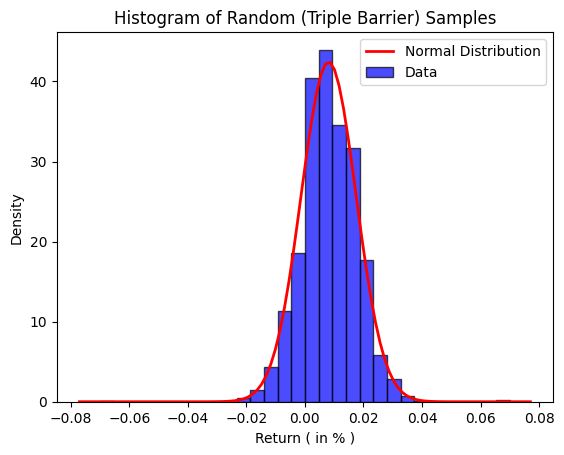 Histogram of Random (Triple Barrier) Samples
Normal Distribution
Data
40
30
20
10
0
Density
−0.08 −0.06 −0.04 −0.02 0.00 0.02 0.04 0.06 0.08
Return ( in % )